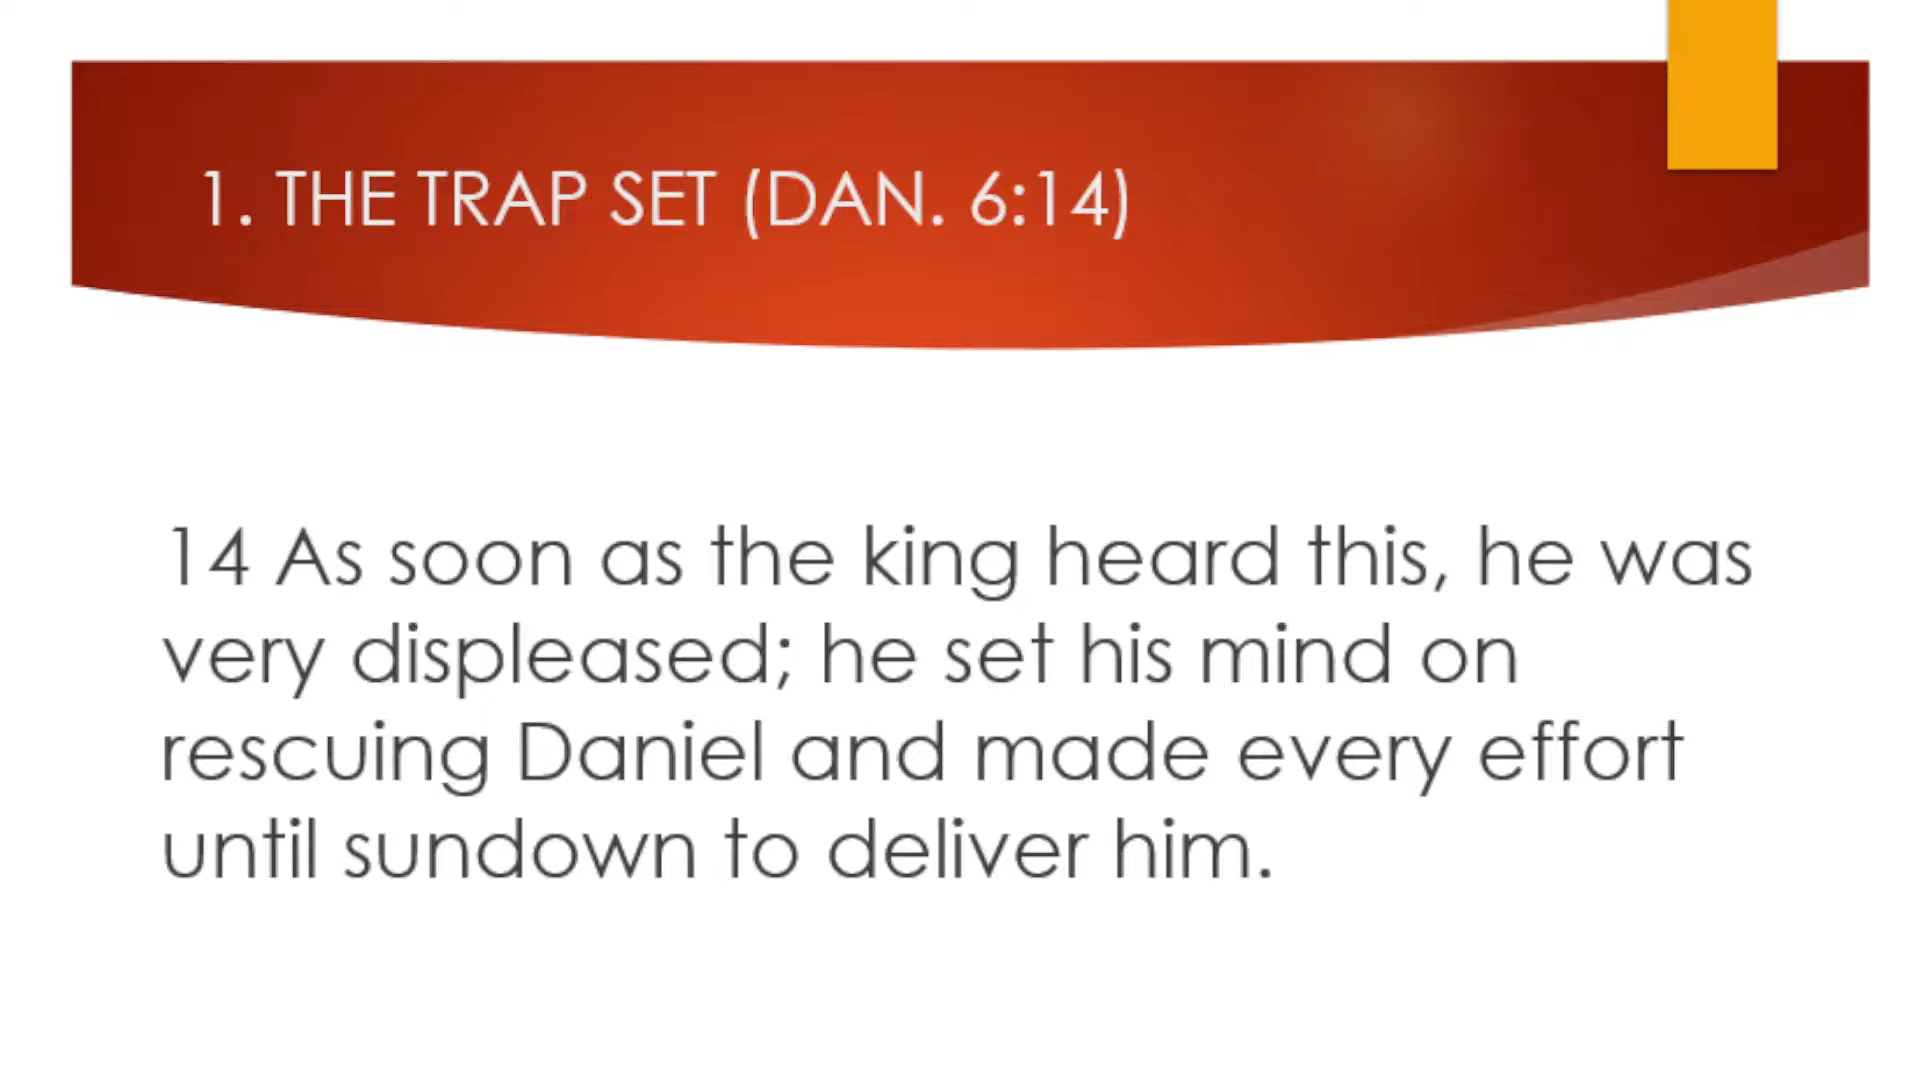 1. THE TRAP SET (DAN. 6:14)
14 As soon as the king heard this, he was
very displeased; he set his mind on
rescuing Daniel and made every effort
until sundown to deliver him.